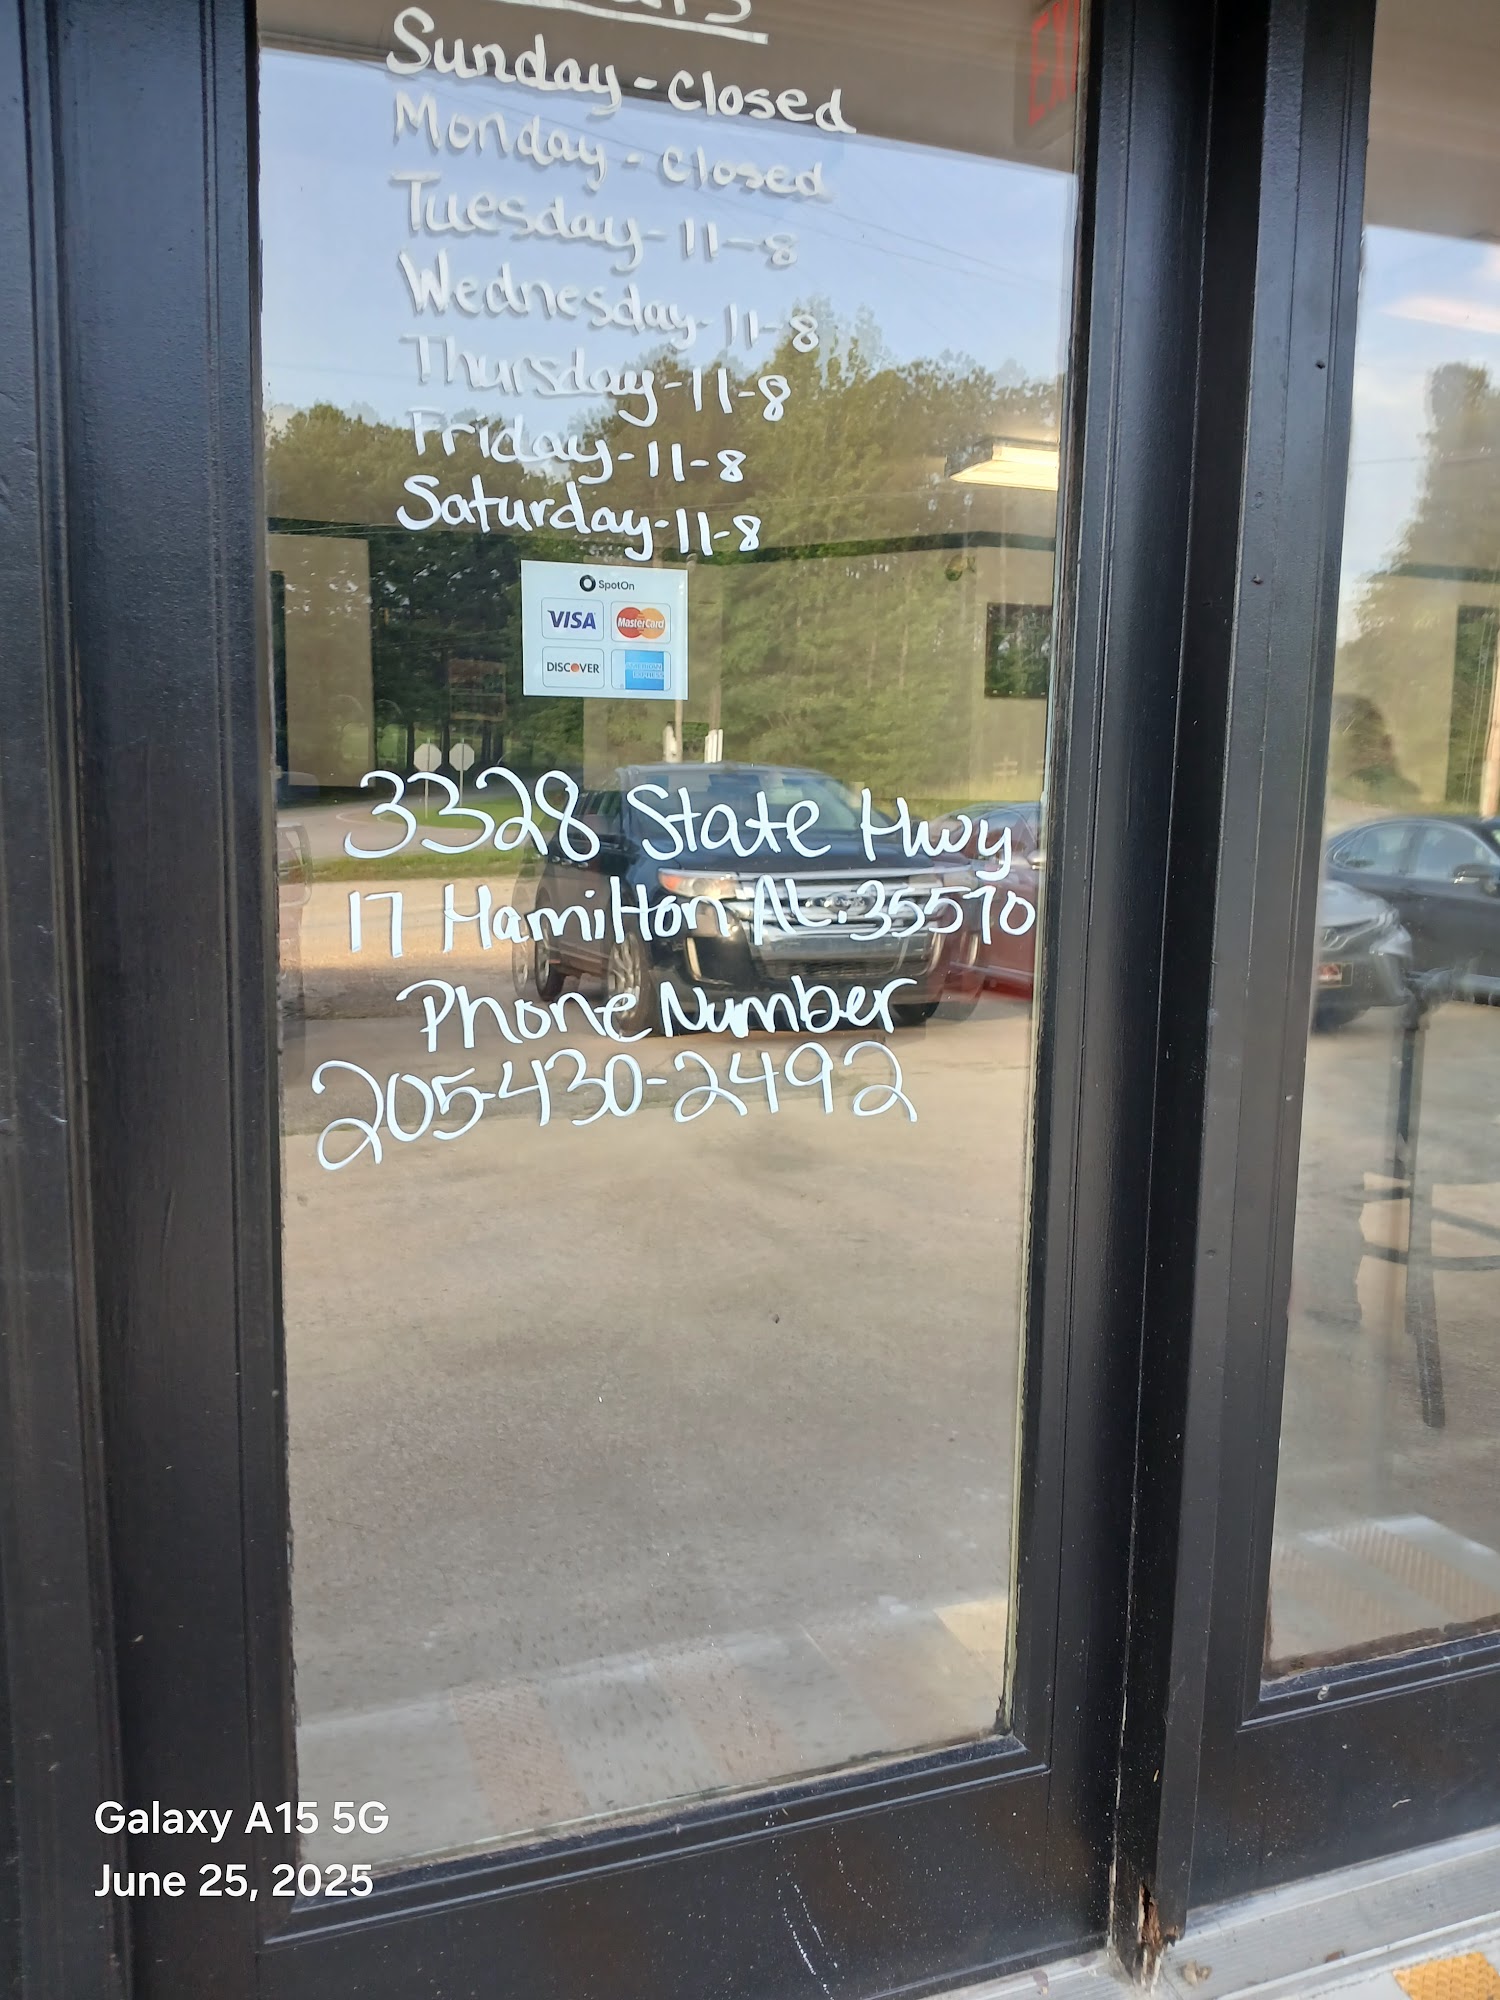 Sunday - Closed
Monday - Closed
Tuesday - 11-8
Wednesday - 11-8
Thursday - 11-8
Friday - 11-8
Saturday - 11-8
SpotOn
VISA MasterCard
DISCOVER AMERICAN EXPRESS
3328 State Hwy
17 Hamilton AL. 35570
Phone Number
205-430-2492
Galaxy A15 5G
June 25, 2025